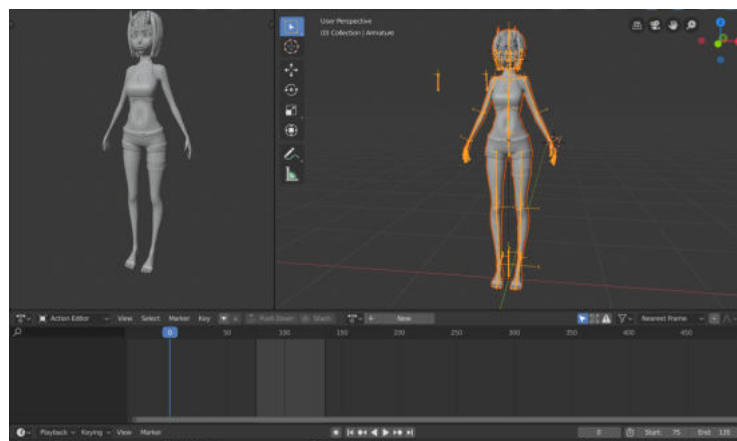 User Perspective
(0) Collection | Armature
Action Editor View Select Marker Key Push Down Stash New Nearest Frame
0 50 100 150 200 250 300 350 400 450
Playback Keying View Marker 0 Start 75 End 135